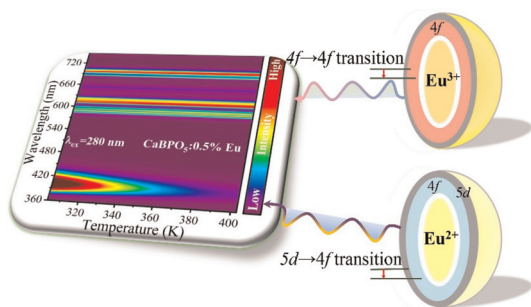 720
660
600
540
480
420
360
Wavelength (nm)
λex=280 nm
CaBPO5:0.5% Eu
320
340
360
380
400
Temperature (K)
High
Intensity
Low
4f→4f transition
4f
Eu3+
5d→4f transition
4f
5d
Eu2+